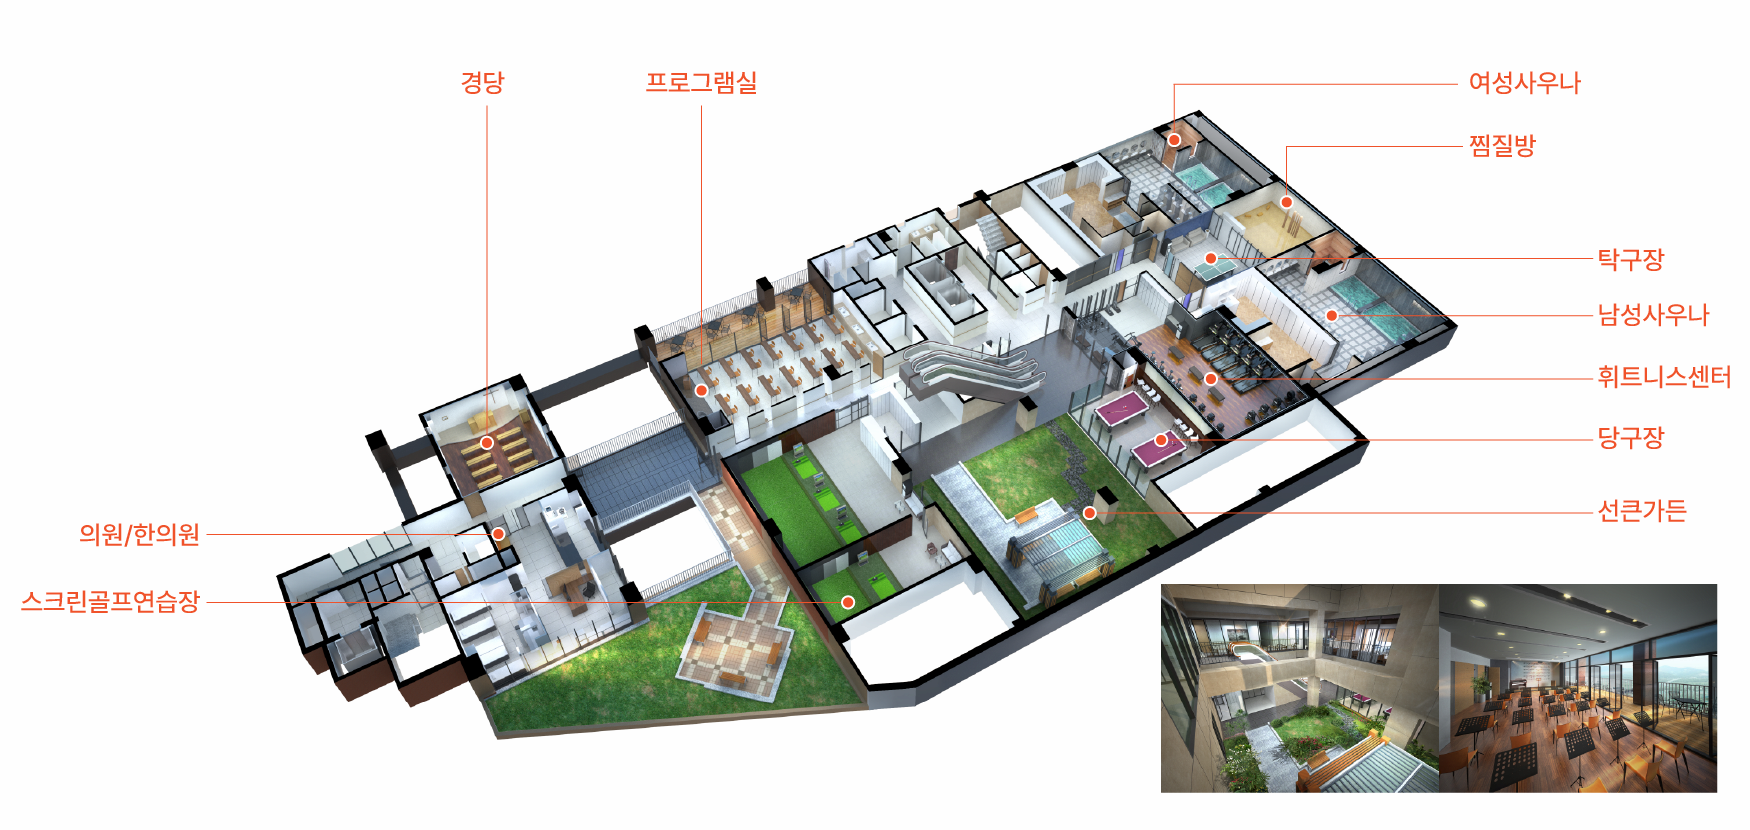 경당
프로그램실
여성사우나
찜질방
탁구장
남성사우나
휘트니스센터
당구장
선큰가든
의원/한의원
스크린골프연습장